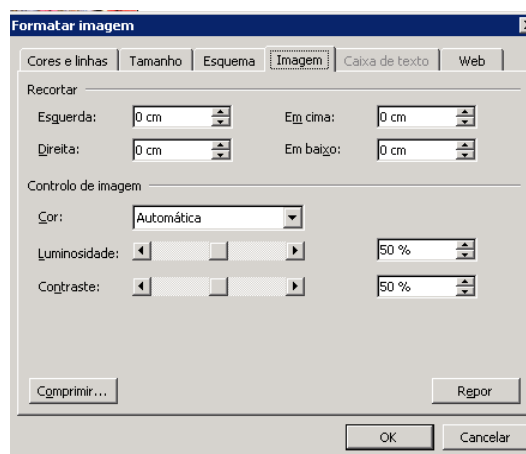 Formatar imagem
Cores e linhas Tamanho Esquema Imagem Caixa de texto Web
Recortar
Esquerda: 0 cm Em cima: 0 cm
Direita: 0 cm Em baixo: 0 cm
Controlo de imagem
Cor: Automática
Luminosidade: 50 %
Contraste: 50 %
Comprimir... Repor
OK Cancelar